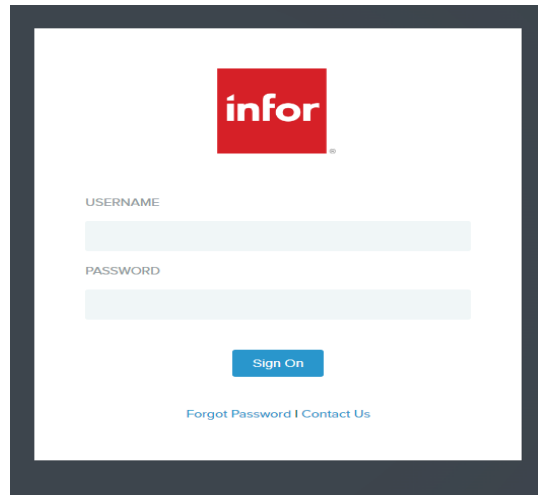 infor
®
USERNAME
PASSWORD
Sign On
Forgot Password | Contact Us